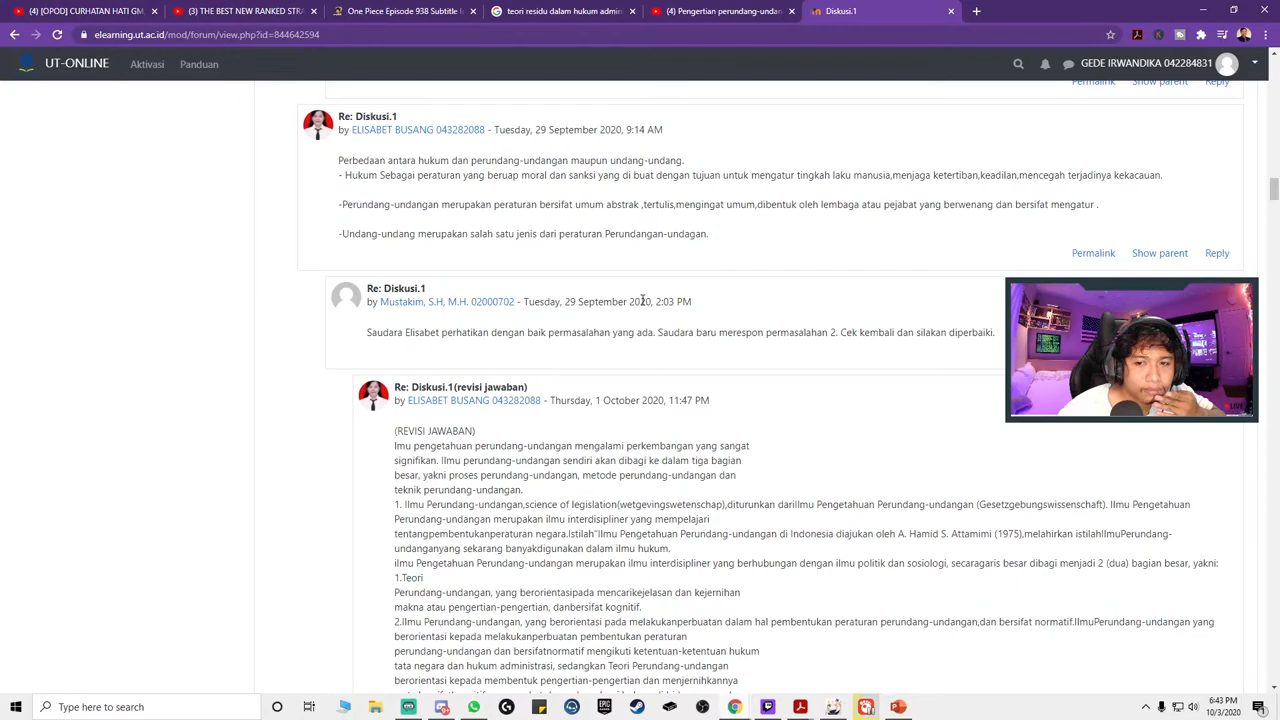 (4) [OPOD] CURHATAN HATI GM
(3) THE BEST NEW RANKED STRA
One Piece Episode 938 Subtitle I
teori residu dalam hukum admin
(4) Pengertian perundang-undan
Diskusi.1
elearning.ut.ac.id/mod/forum/view.php?id=844642594
UT-ONLINE
Aktivasi
Panduan
GEDE IRWANDIKA 042284831
Permalink Show parent Reply
Re: Diskusi.1
by ELISABET BUSANG 043282088 - Tuesday, 29 September 2020, 9:14 AM
Perbedaan antara hukum dan perundang-undangan maupun undang-undang.
- Hukum Sebagai peraturan yang beruap moral dan sanksi yang di buat dengan tujuan untuk mengatur tingkah laku manusia,menjaga ketertiban,keadilan,mencegah terjadinya kekacauan.
-Perundang-undangan merupakan peraturan bersifat umum abstrak ,tertulis,mengingat umum,dibentuk oleh lembaga atau pejabat yang berwenang dan bersifat mengatur .
-Undang-undang merupakan salah satu jenis dari peraturan Perundangan-undagan.
Permalink Show parent Reply
Re: Diskusi.1
by Mustakim, S.H, M.H. 02000702 - Tuesday, 29 September 2020, 2:03 PM
Saudara Elisabet perhatikan dengan baik permasalahan yang ada. Saudara baru merespon permasalahan 2. Cek kembali dan silakan diperbaiki.
Re: Diskusi.1(revisi jawaban)
by ELISABET BUSANG 043282088 - Thursday, 1 October 2020, 11:47 PM
(REVISI JAWABAN)
Imu pengetahuan perundang-undangan mengalami perkembangan yang sangat
signifikan. Ilmu perundang-undangan sendiri akan dibagi ke dalam tiga bagian
besar, yakni proses perundang-undangan, metode perundang-undangan dan
teknik perundang-undangan.
1. Ilmu Perundang-undangan,science of legislation(wetgevingswetenschap),diturunkan dariIlmu Pengetahuan Perundang-undangan (Gesetzgebungswissenschaft). Ilmu Pengetahuan
Perundang-undangan merupakan ilmu interdisipliner yang mempelajari
tentangpembentukanperaturan negara.Istilah"Ilmu Pengetahuan Perundang-undangan di Indonesia diajukan oleh A. Hamid S. Attamimi (1975),melahirkan istilahIlmuPerundang-
undanganyang sekarang banyakdigunakan dalam ilmu hukum.
ilmu Pengetahuan Perundang-undangan merupakan ilmu interdisipliner yang berhubungan dengan ilmu politik dan sosiologi, secaragaris besar dibagi menjadi 2 (dua) bagian besar, yakni:
1.Teori
Perundang-undangan, yang berorientasipada mencarikejelasan dan kejernihan
makna atau pengertian-pengertian, danbersifat kognitif.
2.Ilmu Perundang-undangan, yang berorientasi pada melakukanperbuatan dalam hal pembentukan peraturan perundang-undangan,dan bersifat normatif.IlmuPerundang-undangan yang
berorientasi kepada melakukanperbuatan pembentukan peraturan
perundang-undangan dan bersifatnormatif mengikuti ketentuan-ketentuan hukum
tata negara dan hukum administrasi, sedangkan Teori Perundang-undangan
berorientasi kepada membentuk pengertian-pengertian dan menjernihkannya
LIVE
Type here to search
6:43 PM
10/3/2020